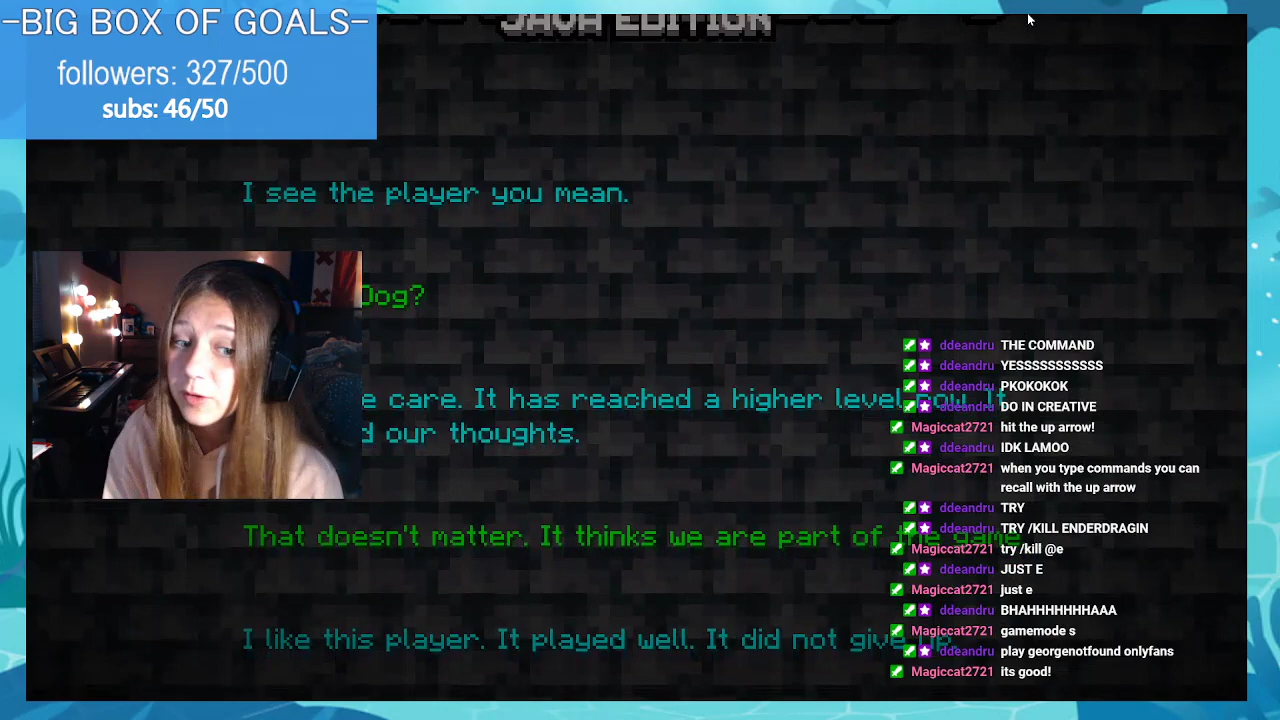 -BIG BOX OF GOALS-
followers: 327/500
subs: 46/50
JAVA EDITION
I see the player you mean.
Dog?
e care. It has reached a higher level now. It
d our thoughts.
That doesn't matter. It thinks we are part of the game
I like this player. It played well. It did not give up.
ddeandru THE COMMAND
ddeandru YESSSSSSSSSSS
ddeandru PKOKOKOK
ddeandru DO IN CREATIVE
Magiccat2721 hit the up arrow!
ddeandru IDK LAMOO
Magiccat2721 when you type commands you can
recall with the up arrow
ddeandru TRY
ddeandru TRY /KILL ENDERDRAGIN
Magiccat2721 try /kill @e
ddeandru JUST E
Magiccat2721 just e
ddeandru BHAHHHHHHAAA
Magiccat2721 gamemode s
ddeandru play georgenotfound onlyfans
Magiccat2721 its good!